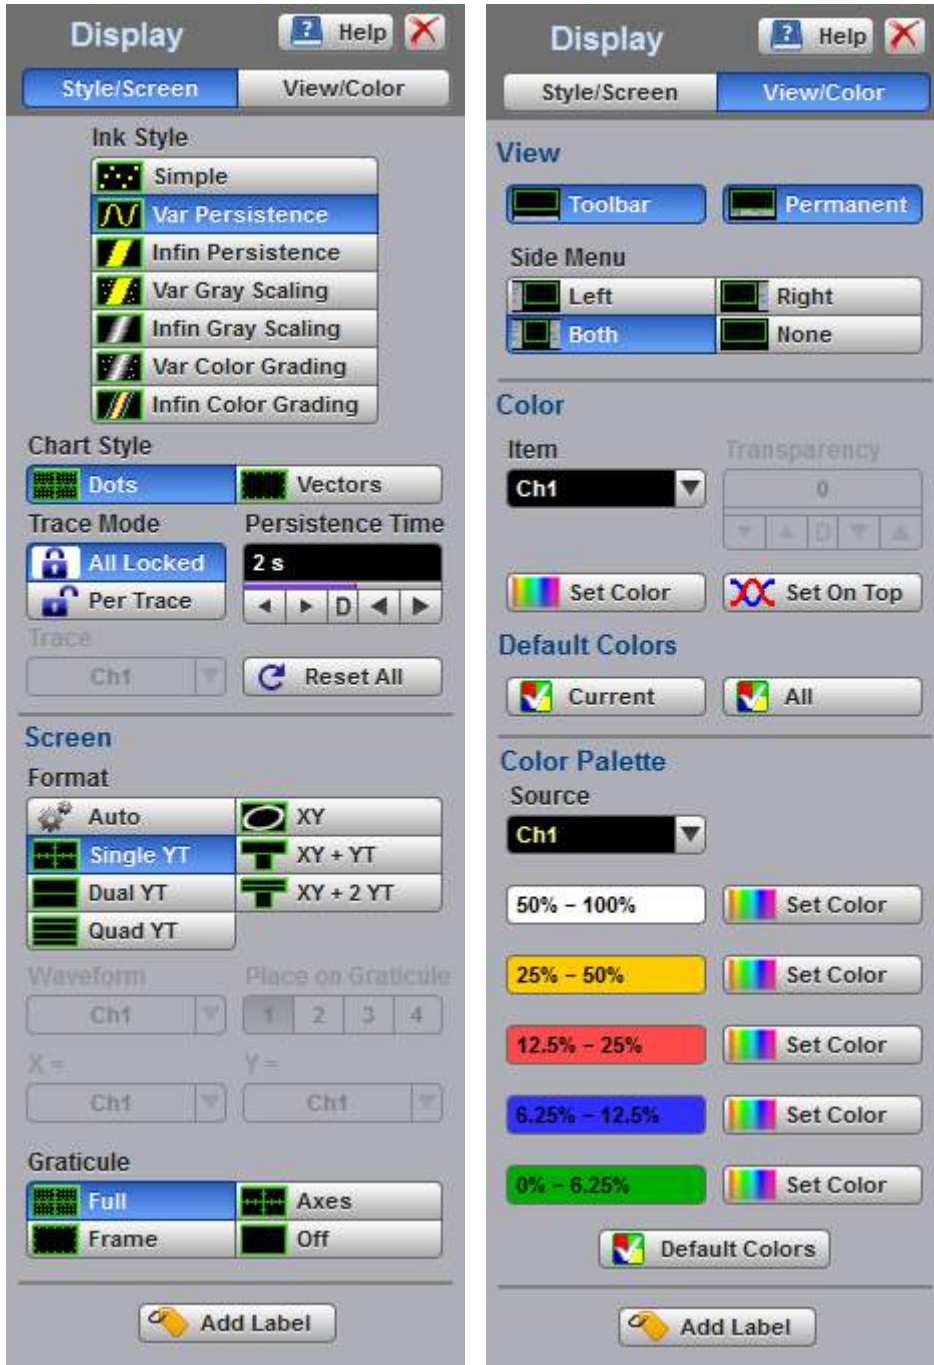 Display
Help
Style/Screen
View/Color
Ink Style
Simple
Var Persistence
Infin Persistence
Var Gray Scaling
Infin Gray Scaling
Var Color Grading
Infin Color Grading
Chart Style
Dots
Vectors
Trace Mode
Persistence Time
All Locked
2 s
Per Trace
D
Trace
Ch1
Reset All
Screen
Format
Auto
XY
Single YT
XY + YT
Dual YT
XY + 2 YT
Quad YT
Waveform
Place on Graticule
Ch1
1 2 3 4
X =
Y =
Ch1
Ch1
Graticule
Full
Axes
Frame
Off
Add Label
Display
Help
Style/Screen
View/Color
View
Toolbar
Permanent
Side Menu
Left
Right
Both
None
Color
Item
Transparency
Ch1
0
D
Set Color
Set On Top
Default Colors
Current
All
Color Palette
Source
Ch1
50% – 100%
Set Color
25% – 50%
Set Color
12.5% – 25%
Set Color
6.25% – 12.5%
Set Color
0% – 6.25%
Set Color
Default Colors
Add Label